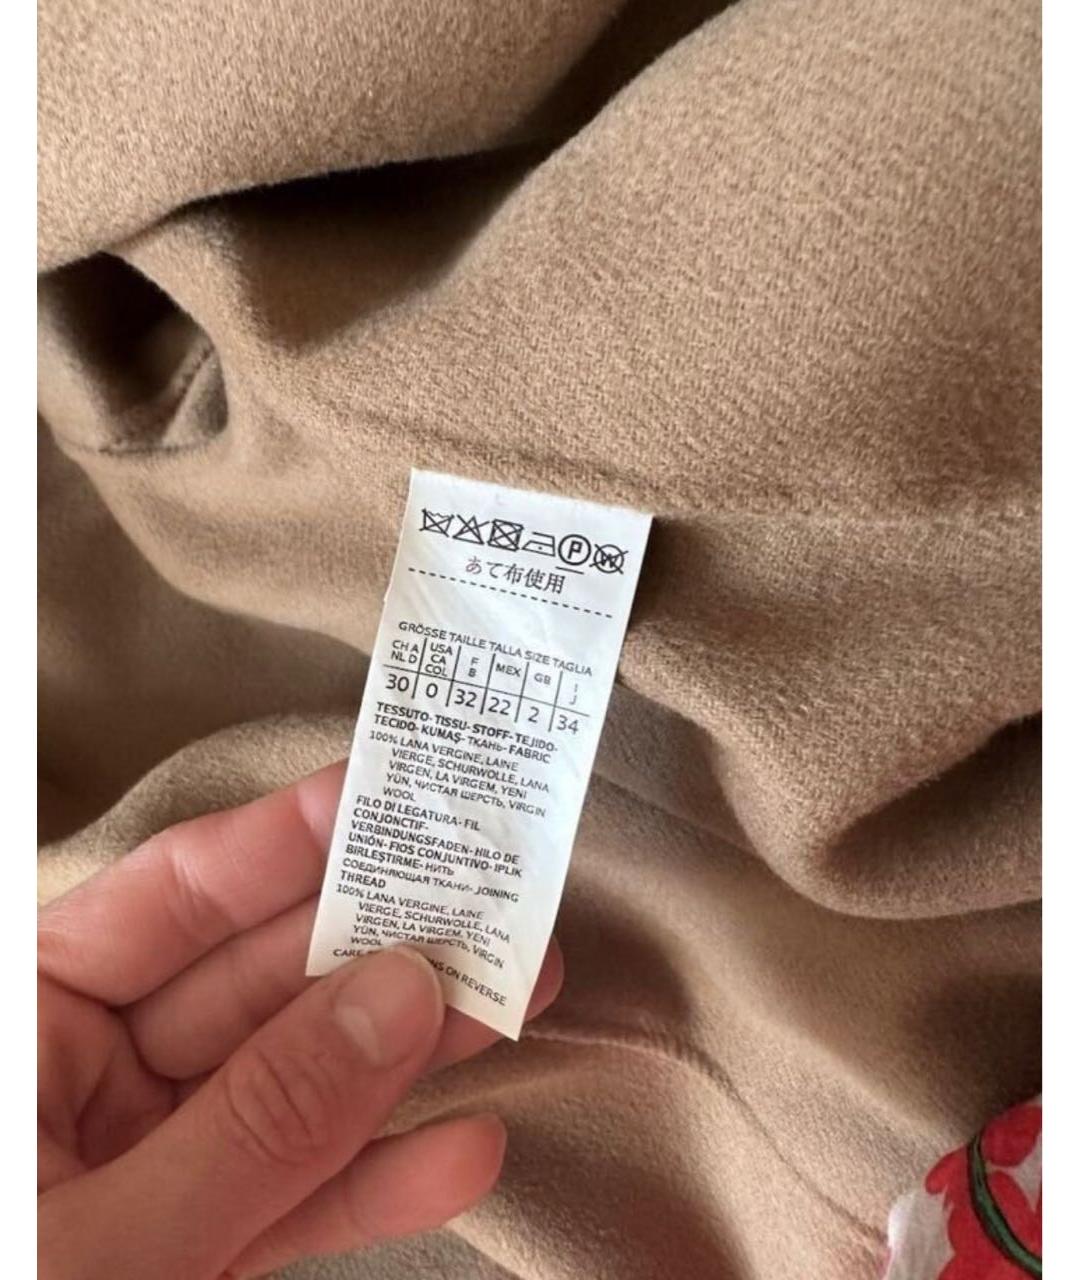 P W
あて布使用
GRÖSSE TAILLE TALLA SIZE TAGLIA
CH A NL D USA CA COL F B MEX GB I J
30 0 32 22 2 34
TESSUTO- TISSU- STOFF- TEJIDO-
TECIDO- KUMAŞ- ТКАНЬ- FABRIC
100% LANA VERGINE, LAINE
VIERGE, SCHURWOLLE, LANA
VIRGEN, LA VIRGEM, YENI
YÜN, ЧИСТАЯ ШЕРСТЬ, VIRGIN
WOOL
FILO DI LEGATURA- FIL
CONJONCTIF-
VERBINDUNGSFADEN- HILO DE
UNIÓN- FIOS CONJUNTIVO- IPLIK
BIRLEŞTIRME- НИТЬ
СОЕДИНЯЮЩАЯ ТКАНИ- JOINING
THREAD
100% LANA VERGINE, LAINE
VIERGE, SCHURWOLLE, LANA
VIRGEN, LA VIRGEM, YENI
YÜN, ЧИСТАЯ ШЕРСТЬ, VIRGIN
WOOL
CARE ON REVERSE